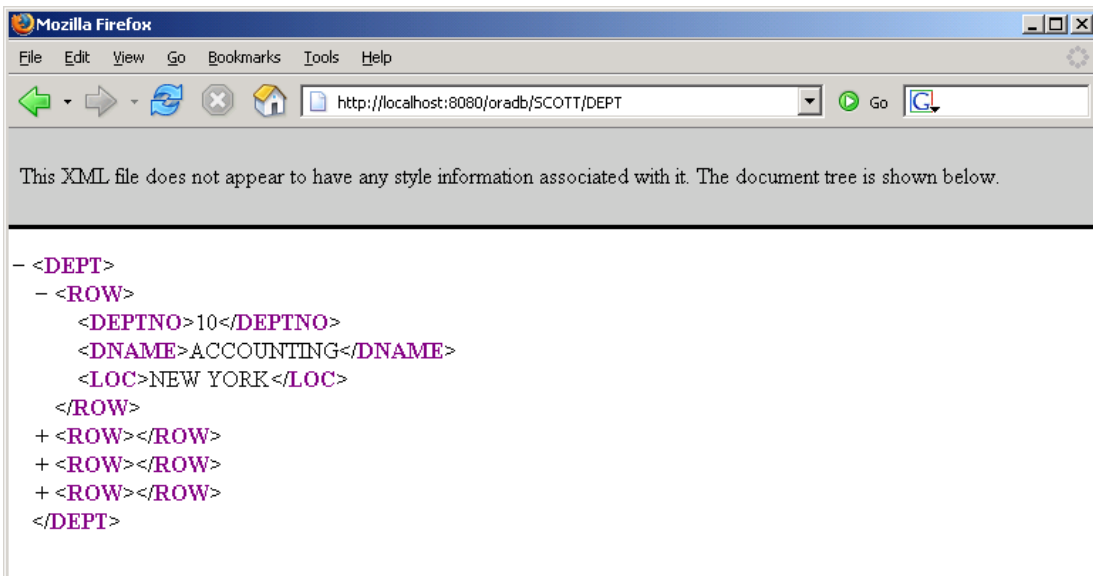 Mozilla Firefox
File Edit View Go Bookmarks Tools Help
http://localhost:8080/oradb/SCOTT/DEPT Go G
This XML file does not appear to have any style information associated with it. The document tree is shown below.
− <DEPT>
− <ROW>
<DEPTNO>10</DEPTNO>
<DNAME>ACCOUNTING</DNAME>
<LOC>NEW YORK</LOC>
</ROW>
+ <ROW></ROW>
+ <ROW></ROW>
+ <ROW></ROW>
</DEPT>